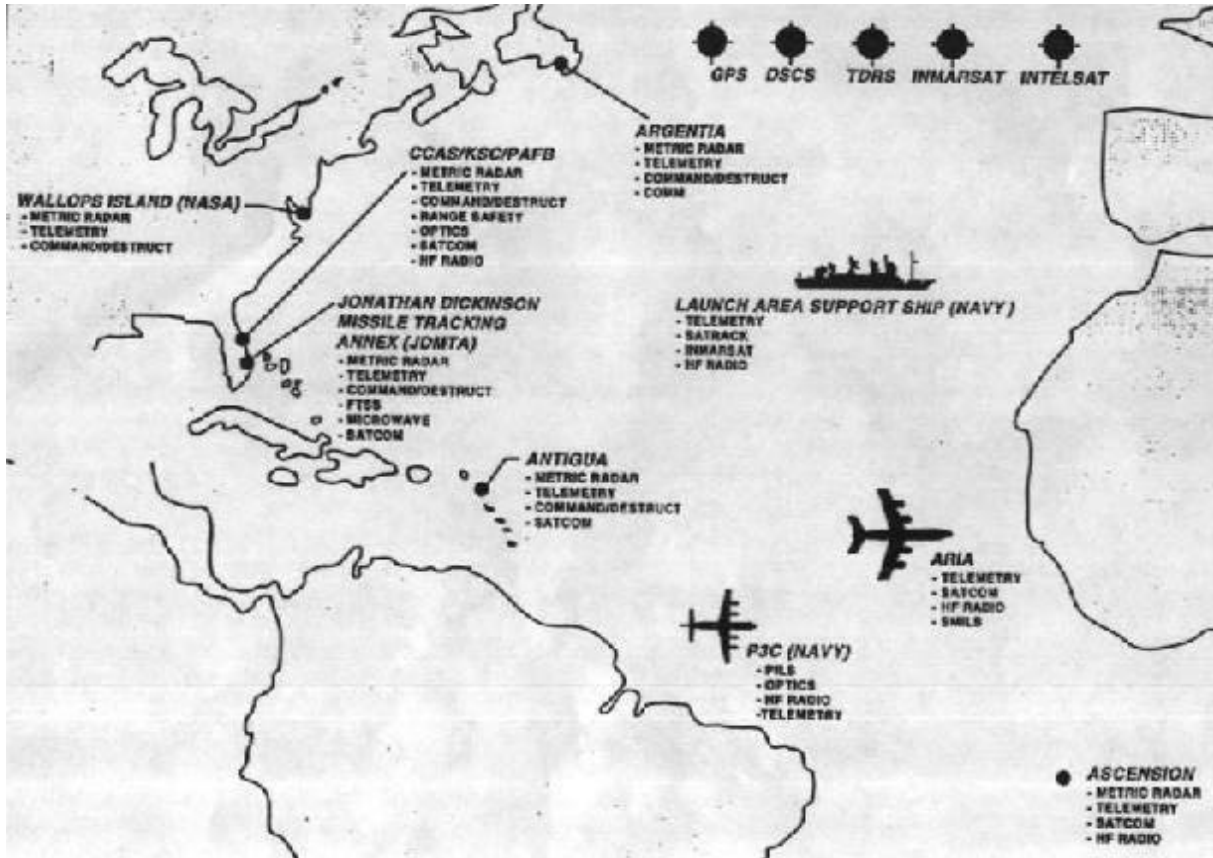 GPS DSCS TDRS INMARSAT INTELSAT
ARGENTIA
- METRIC RADAR
- TELEMETRY
- COMMAND/DESTRUCT
- COMM
CCAS/KSC/PAFB
- METRIC RADAR
- TELEMETRY
- COMMAND/DESTRUCT
- RANGE SAFETY
- OPTICS
- SATCOM
- HF RADIO
WALLOPS ISLAND (NASA)
- METRIC RADAR
- TELEMETRY
- COMMAND/DESTRUCT
JONATHAN DICKINSON
MISSILE TRACKING
ANNEX (JDMTA)
- METRIC RADAR
- TELEMETRY
- COMMAND/DESTRUCT
- FTSS
- MICROWAVE
- SATCOM
LAUNCH AREA SUPPORT SHIP (NAVY)
- TELEMETRY
- SATRACK
- INMARSAT
- HF RADIO
ANTIGUA
- METRIC RADAR
- TELEMETRY
- COMMAND/DESTRUCT
- SATCOM
ARIA
- TELEMETRY
- SATCOM
- HF RADIO
- SMILS
P3C (NAVY)
- PILS
- OPTICS
- HF RADIO
-TELEMETRY
ASCENSION
- METRIC RADAR
- TELEMETRY
- SATCOM
- HF RADIO